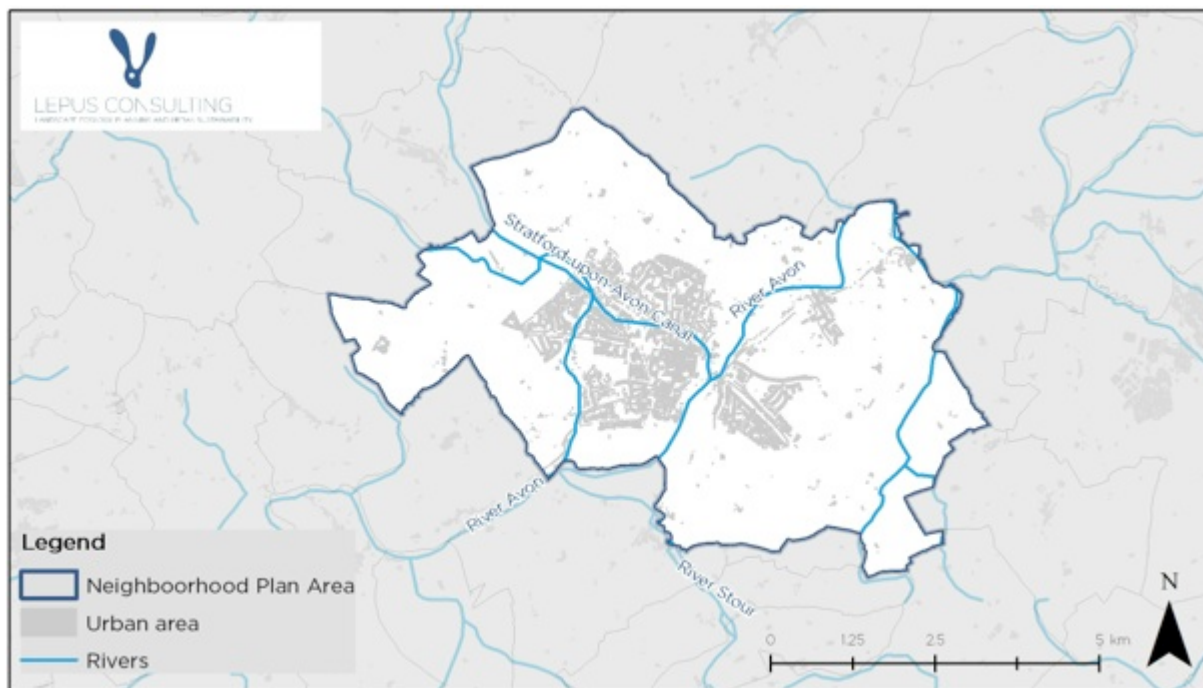 LEPUS CONSULTING
Stratford-upon-Avon Canal
River Avon
River Avon
River Stour
Legend
Neighboorhood Plan Area
Urban area
Rivers
N
0 1.25 2.5 5 km